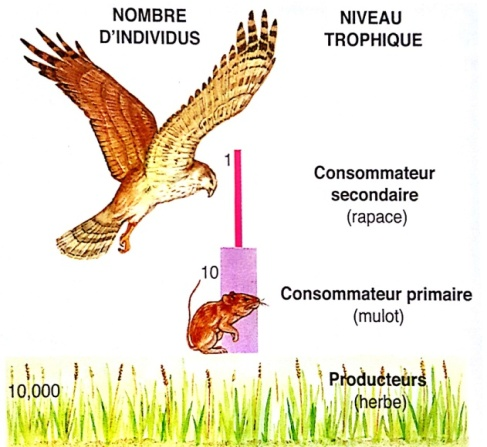 NOMBRE
D'INDIVIDUS
NIVEAU
TROPHIQUE
1
Consommateur
secondaire
(rapace)
10
Consommateur primaire
(mulot)
10,000
Producteurs
(herbe)